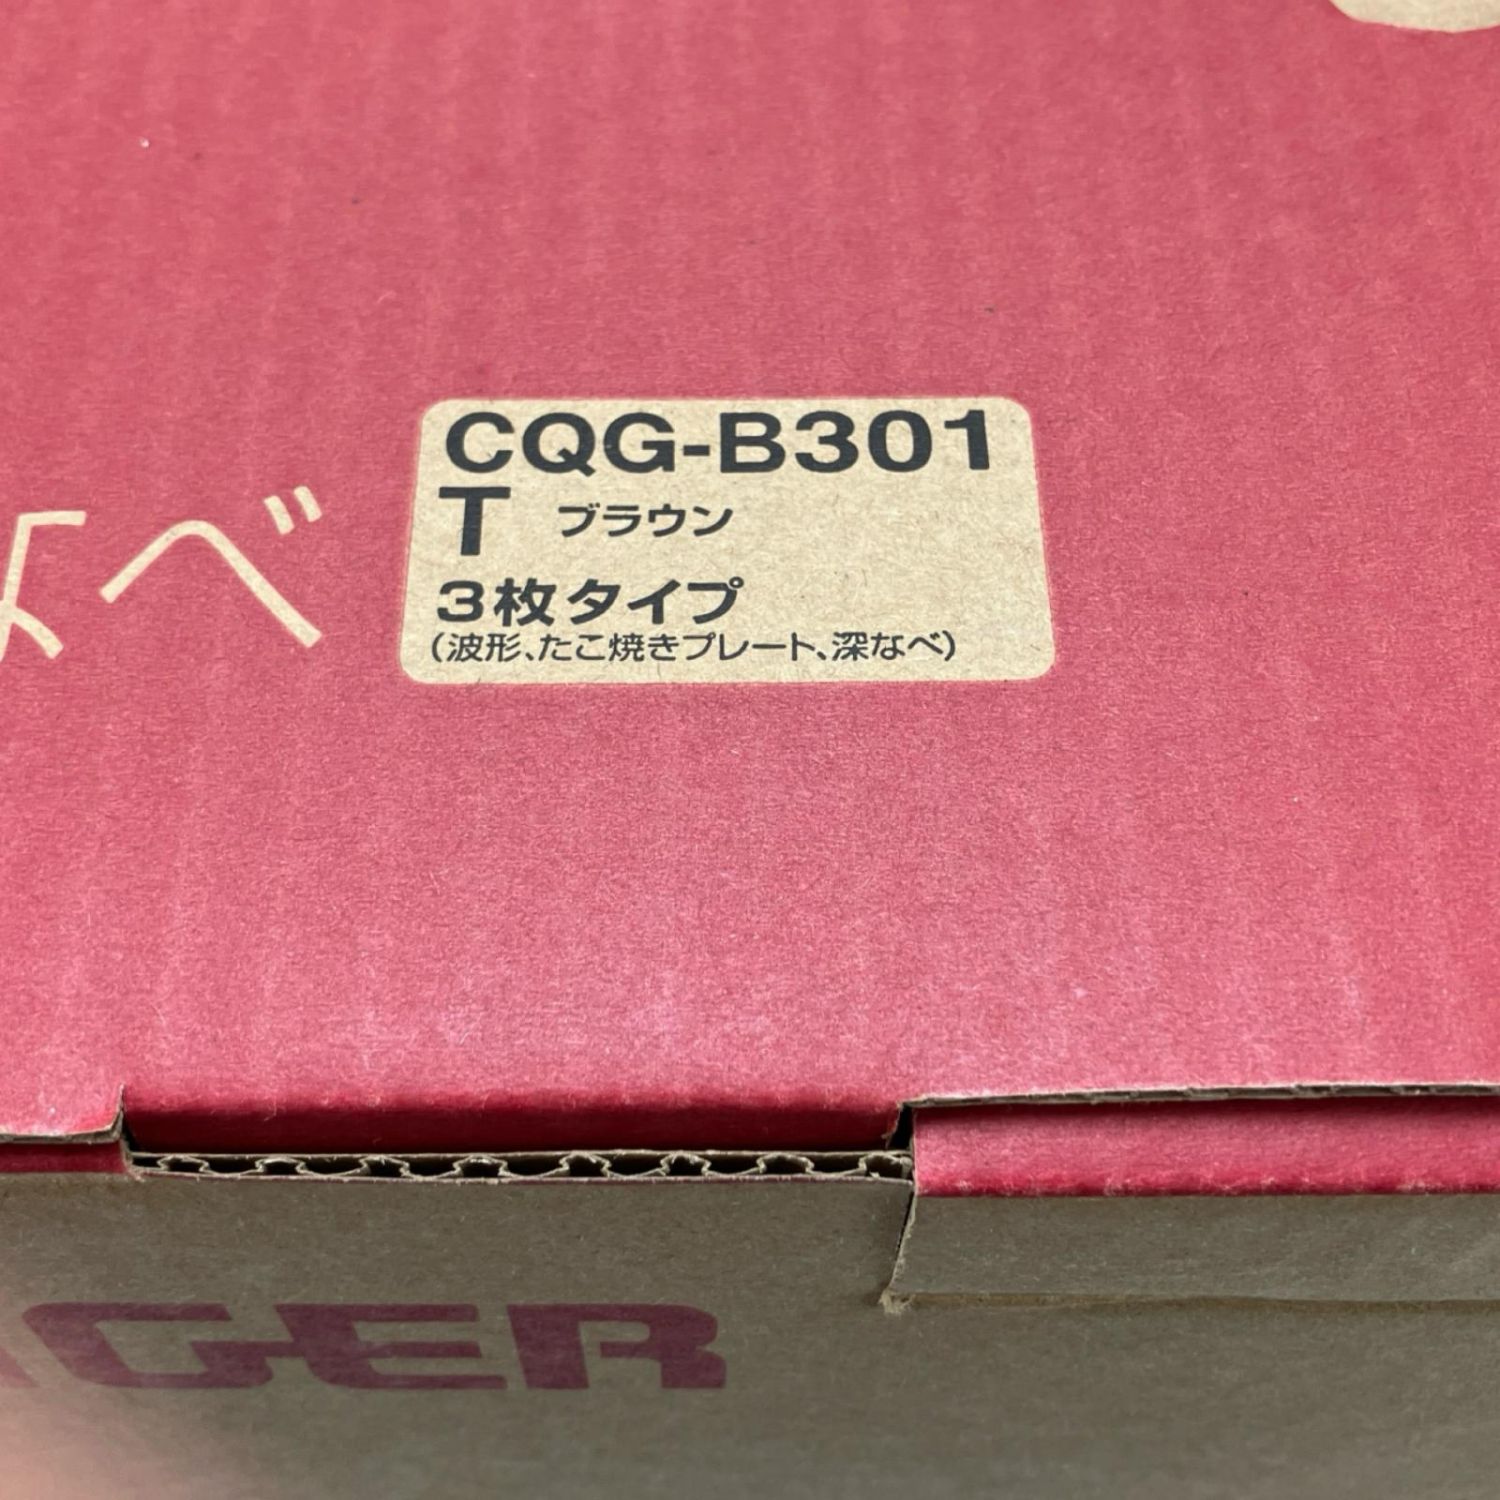 CQG-B301
T ブラウン
3枚タイプ
(波形、たこ焼きプレート、深なべ)
なべ
GER